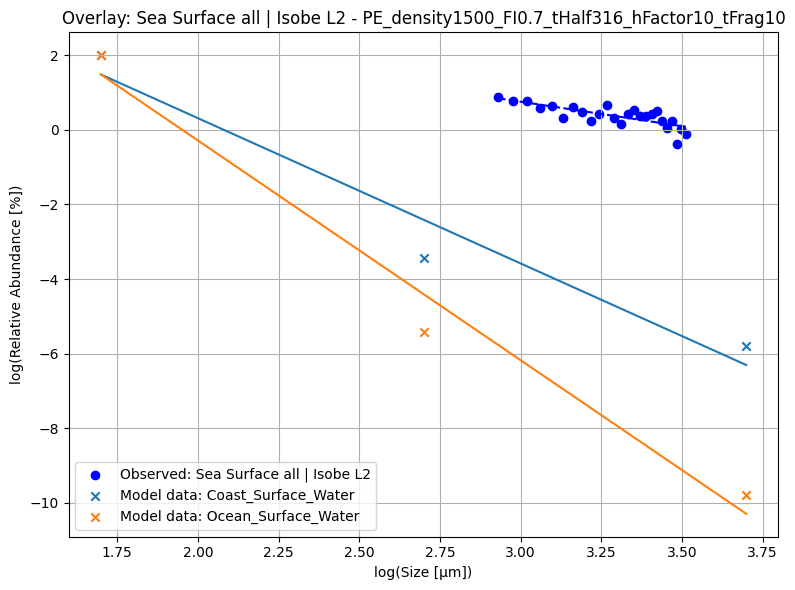 Overlay: Sea Surface all | Isobe L2 - PE_density1500_FI0.7_tHalf316_hFactor10_tFrag10
log(Relative Abundance [%])
2
0
−2
−4
−6
−8
−10
Observed: Sea Surface all | Isobe L2
Model data: Coast_Surface_Water
Model data: Ocean_Surface_Water
1.75 2.00 2.25 2.50 2.75 3.00 3.25 3.50 3.75
log(Size [µm])